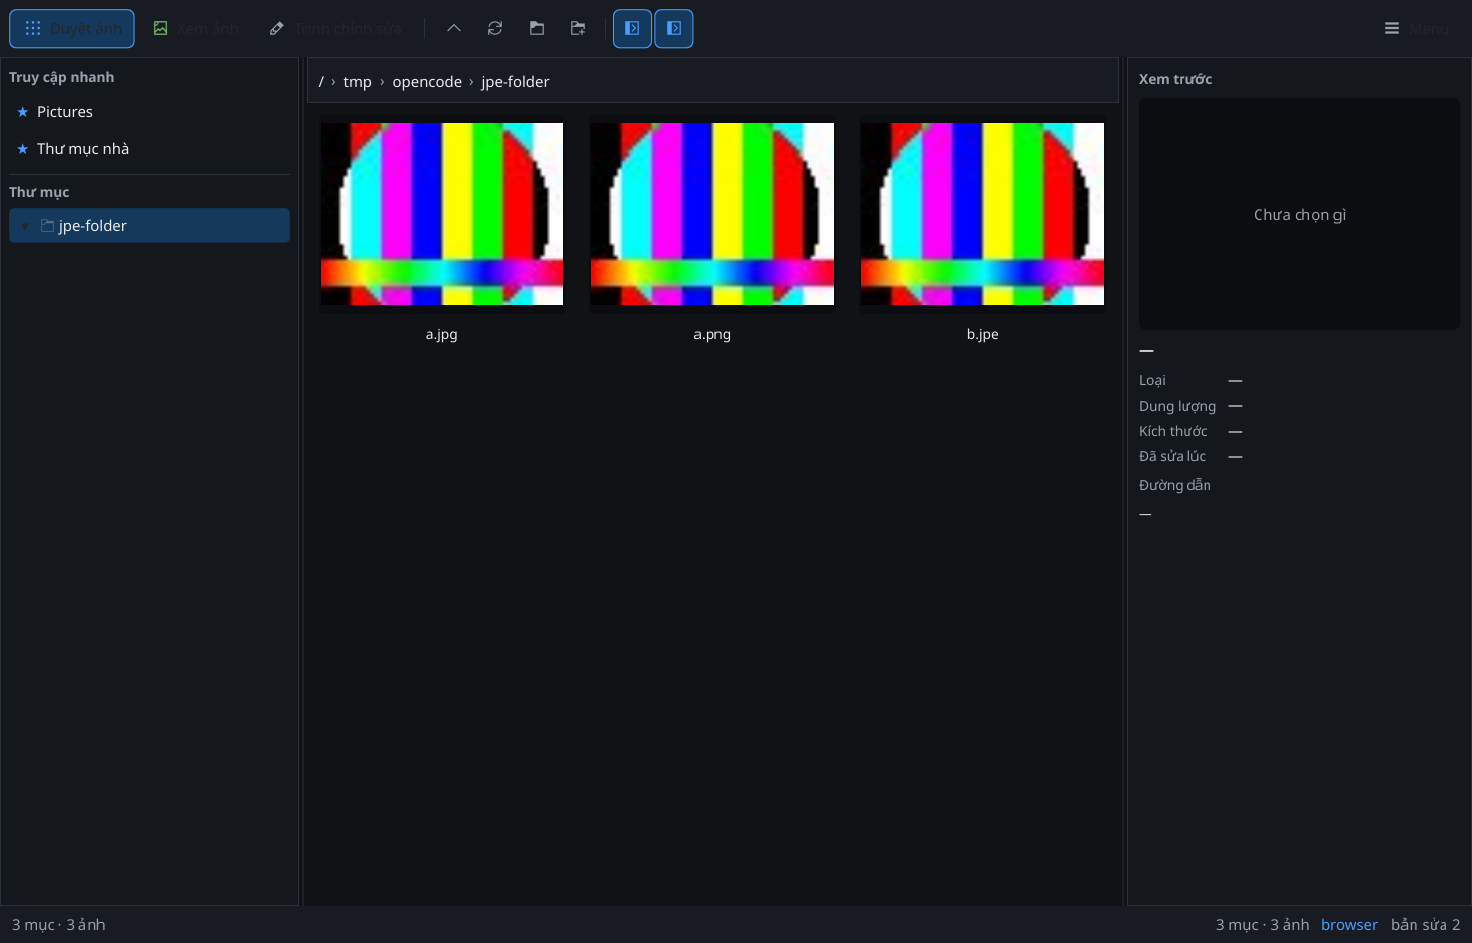 Duyệt ảnh Xem ảnh Trình chỉnh sửa Menu
Truy cập nhanh
★ Pictures
★ Thư mục nhà
Thư mục
▾ jpe-folder
/ › tmp › opencode › jpe-folder
a.jpg a.png b.jpe
Xem trước
Chưa chọn gì
—
Loại —
Dung lượng —
Kích thước —
Đã sửa lúc —
Đường dẫn
—
3 mục · 3 ảnh
3 mục · 3 ảnh browser bản sửa 2